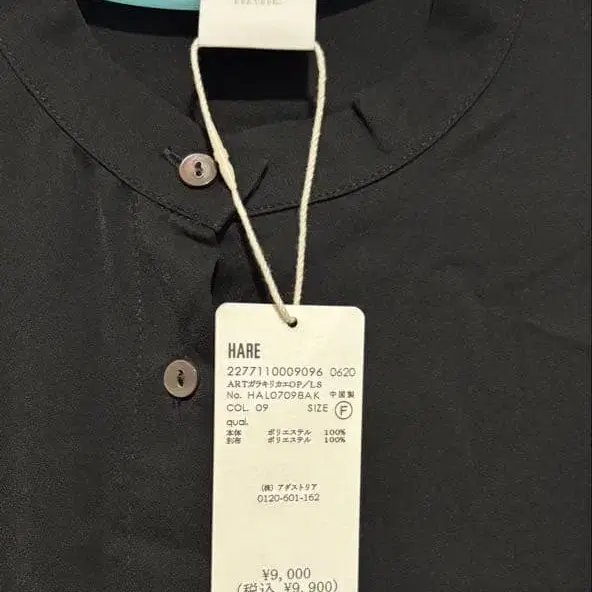 HARE
2277110009096 0620
ARTガラキリカエOP/LS
No. HAL0709BAK 中国製
COL. 09 SIZE F
qual.
本体 ポリエステル 100%
別布 ポリエステル 100%
(株) アダストリア
0120-601-162
¥9,000
(税込 ¥9,900)